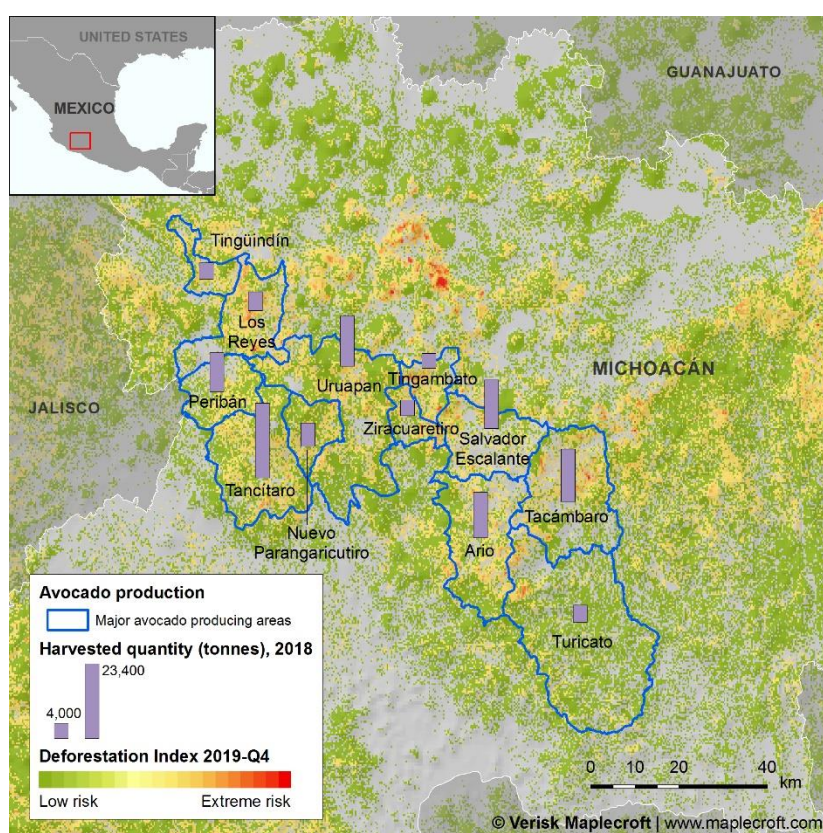 UNITED STATES
MEXICO
GUANAJUATO
Tingüindín
Los
Reyes
MICHOACÁN
Uruapan
Tingambato
Peribán
JALISCO
Ziracuaretiro
Salvador
Escalante
Tancítaro
Tacámbaro
Nuevo
Parangaricutiro
Ario
Turicato
Avocado production
Major avocado producing areas
Harvested quantity (tonnes), 2018
23,400
4,000
Deforestation Index 2019-Q4
Low risk Extreme risk
0 10 20 40
km
© Verisk Maplecroft | www.maplecroft.com